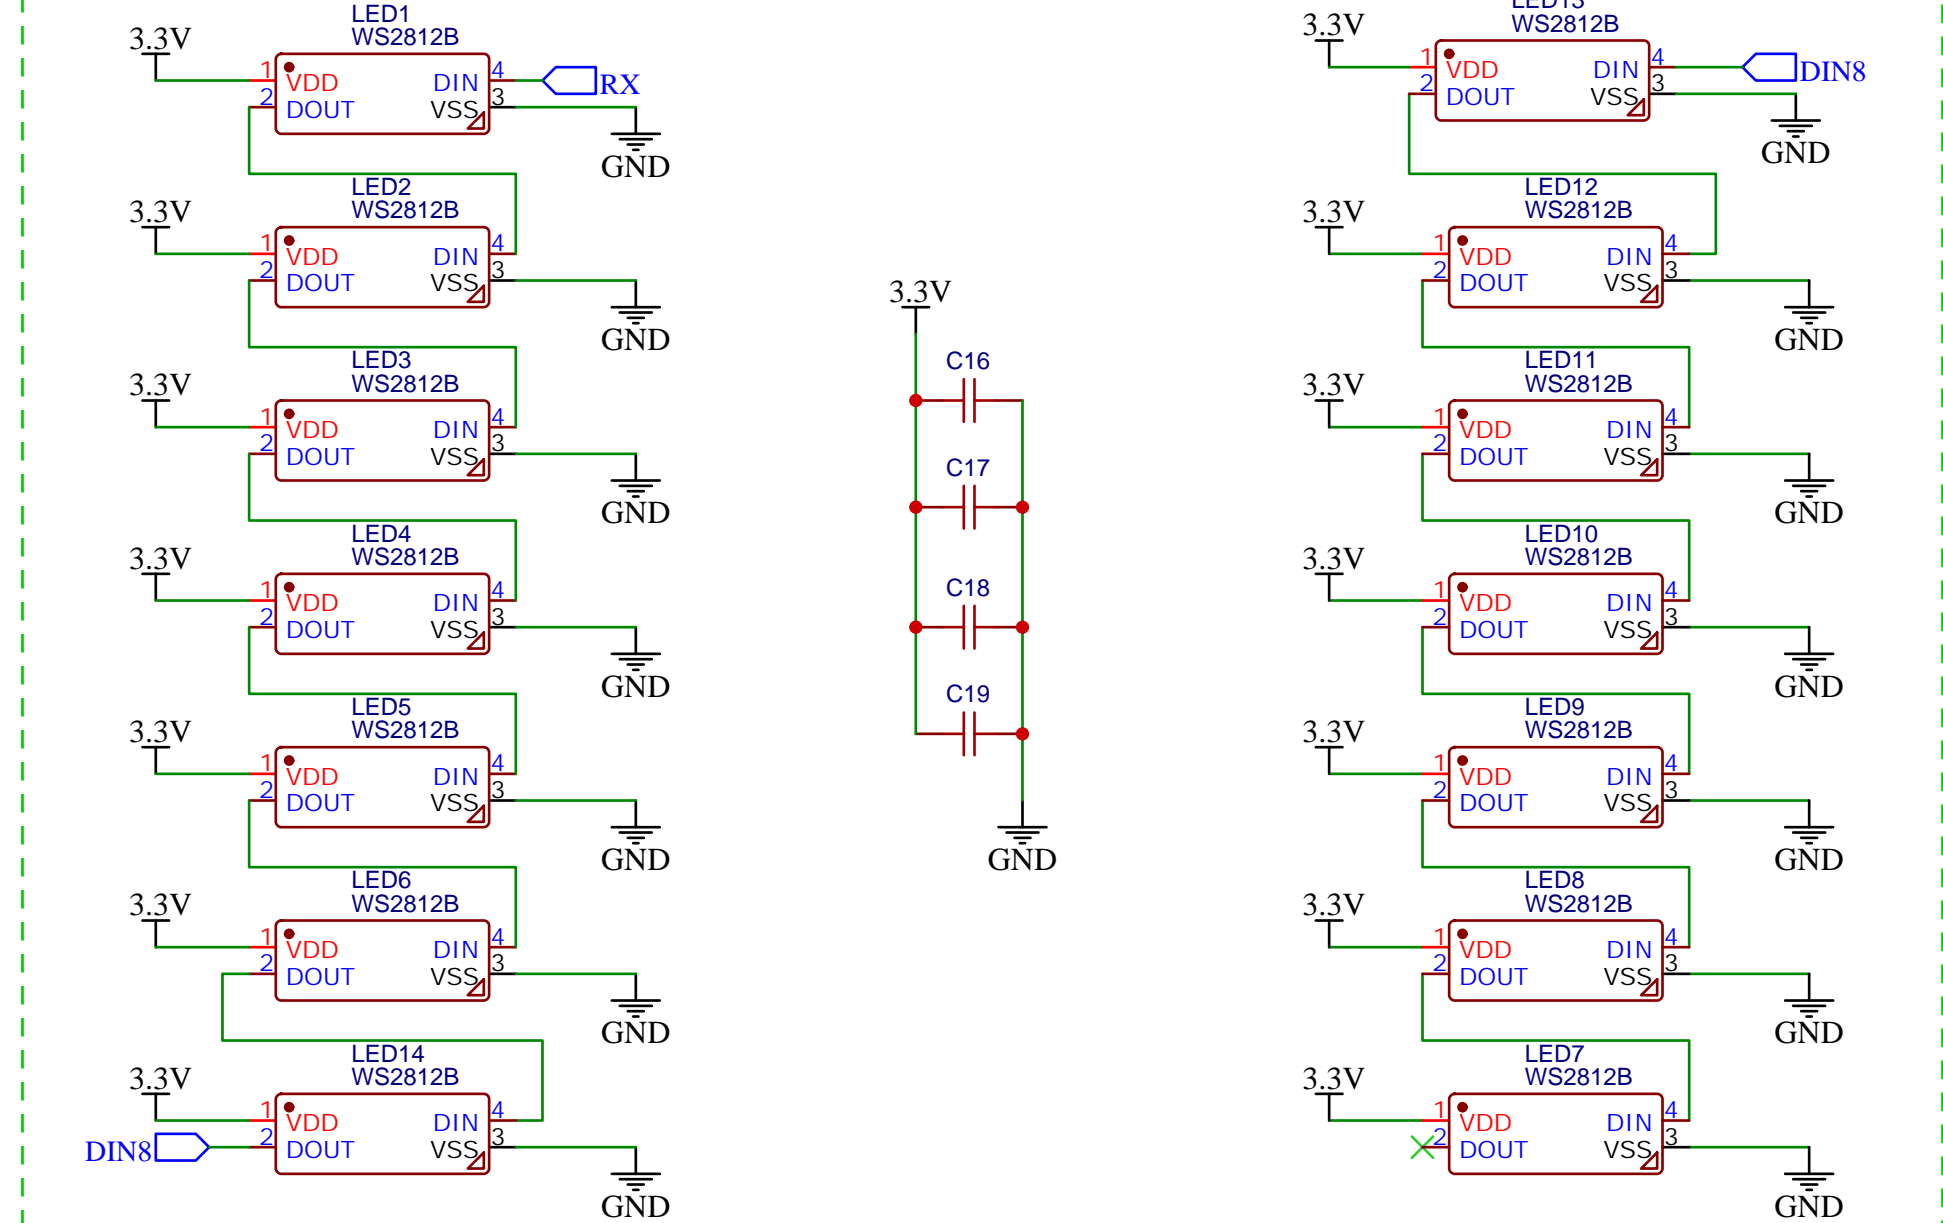 LED1
WS2812B
3.3V
1 VDD DIN 4 RX
2 DOUT VSS 3
GND
LED2
WS2812B
3.3V
1 VDD DIN 4
2 DOUT VSS 3
GND
LED3
WS2812B
3.3V
1 VDD DIN 4
2 DOUT VSS 3
GND
LED4
WS2812B
3.3V
1 VDD DIN 4
2 DOUT VSS 3
GND
LED5
WS2812B
3.3V
1 VDD DIN 4
2 DOUT VSS 3
GND
LED6
WS2812B
3.3V
1 VDD DIN 4
2 DOUT VSS 3
GND
LED14
WS2812B
3.3V
1 VDD DIN 4
DIN8 2 DOUT VSS 3
GND
3.3V
C16
C17
C18
C19
GND
LED13
WS2812B
3.3V
1 VDD DIN 4 DIN8
2 DOUT VSS 3
GND
LED12
WS2812B
3.3V
1 VDD DIN 4
2 DOUT VSS 3
GND
LED11
WS2812B
3.3V
1 VDD DIN 4
2 DOUT VSS 3
GND
LED10
WS2812B
3.3V
1 VDD DIN 4
2 DOUT VSS 3
GND
LED9
WS2812B
3.3V
1 VDD DIN 4
2 DOUT VSS 3
GND
LED8
WS2812B
3.3V
1 VDD DIN 4
2 DOUT VSS 3
GND
LED7
WS2812B
3.3V
1 VDD DIN 4
2 DOUT VSS 3
GND